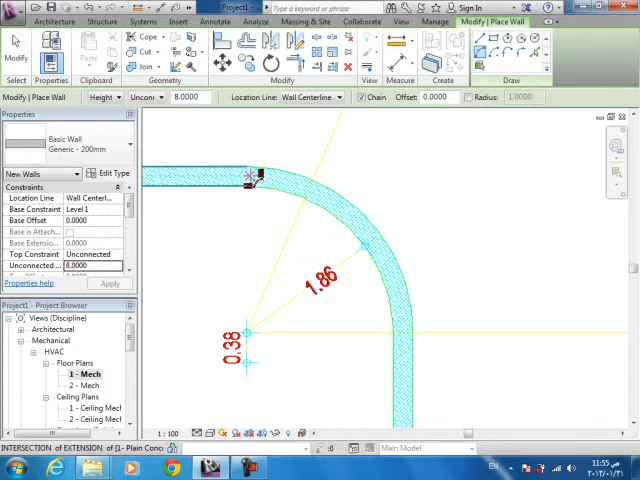 Project1 -
Type a keyword or phrase
Sign In
Architecture Structure Systems Insert Annotate Analyze Massing & Site Collaborate View Manage Modify | Place Wall
Modify
Cope
Cut
Join
Paste
Select Properties Clipboard Geometry Modify View Measure Create Draw
Modify | Place Wall Height 8.0000 Location Line: Wall Centerline Chain Offset: 0.0000 Radius: 1.0000
Properties
Basic Wall
Generic - 200mm
New Walls Edit Type
Constraints
Location Line Wall Centerl...
Base Constraint Level 1
Base Offset 0.0000
Base is Attach...
Base Extensio...
Top Constraint Unconnected
Unconnected ... 8.0000
Properties help Apply
Project1 - Project Browser
Views (Discipline)
Architectural
Mechanical
HVAC
Floor Plans
1 - Mech
2 - Mech
Ceiling Plans
1 - Ceiling Mech
2 - Ceiling Mech
1.86
0.38
1 : 100
INTERSECTION of EXTENSION of [1- Plain Conc :0
Main Model
EN
11:55 ص